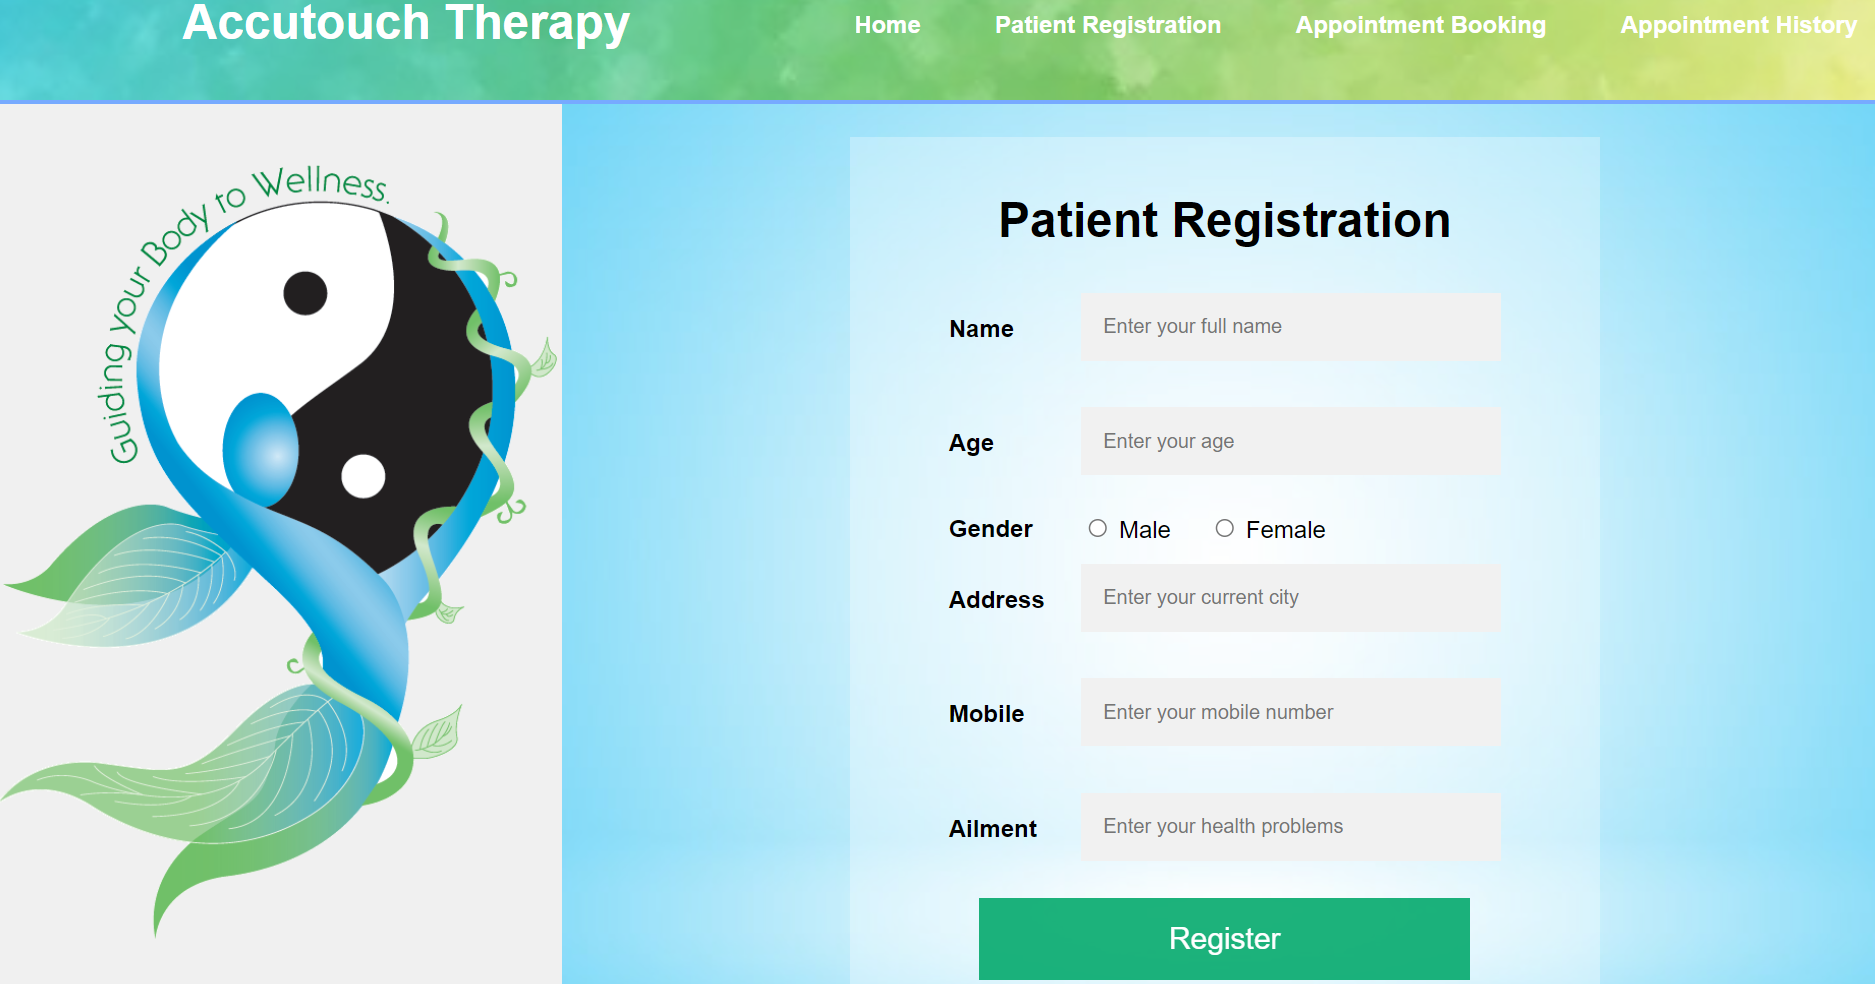 Accutouch Therapy
Home Patient Registration Appointment Booking Appointment History
Guiding your Body to Wellness.
Patient Registration
Name Enter your full name
Age Enter your age
Gender Male Female
Address Enter your current city
Mobile Enter your mobile number
Ailment Enter your health problems
Register